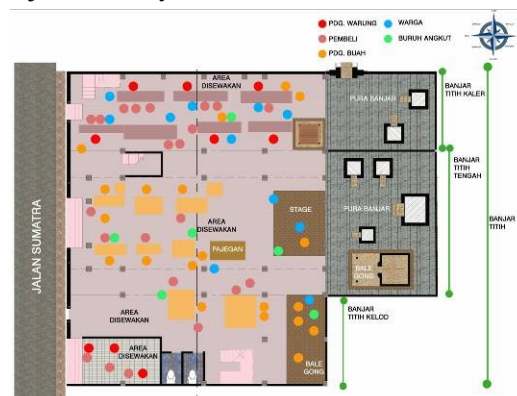 PDG. WARUNG
WARGA
PEMBELI
BURUH ANGKUT
PDG. BUAH
AREA
DISEWAKAN
BANJAR
TITIH KALER
PURA BANJAR
BANJAR
TITIH
TENGAH
JALAN SUMATRA
STAGE
PURA BANJAR
BANJAR
TITIH
AREA
DISEWAKAN
PAJEGAN
BALE
GONG
AREA
DISEWAKAN
BANJAR
TITIH KELOD
AREA
DISEWAKAN
BALE
GONG